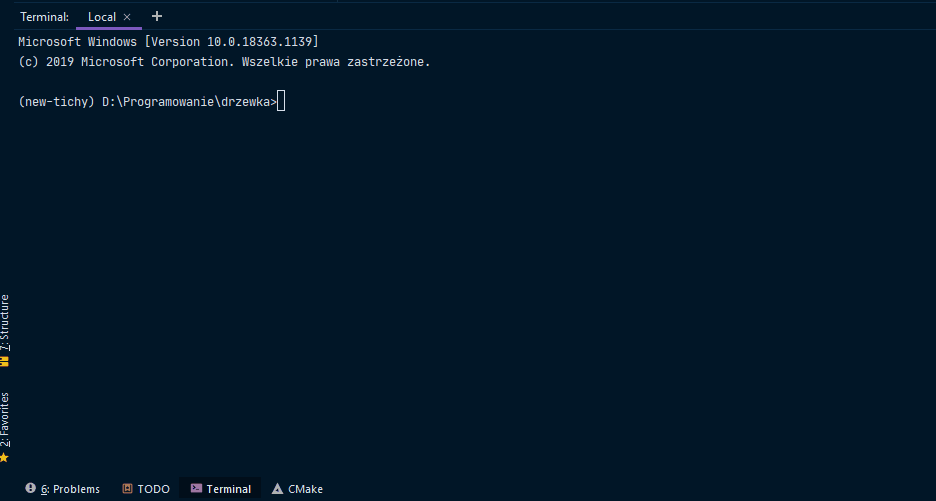 Terminal: Local × +
Microsoft Windows [Version 10.0.18363.1139]
(c) 2019 Microsoft Corporation. Wszelkie prawa zastrzeżone.
(new-tichy) D:\Programowanie\drzewka>
7: Structure
2: Favorites
6: Problems TODO Terminal CMake